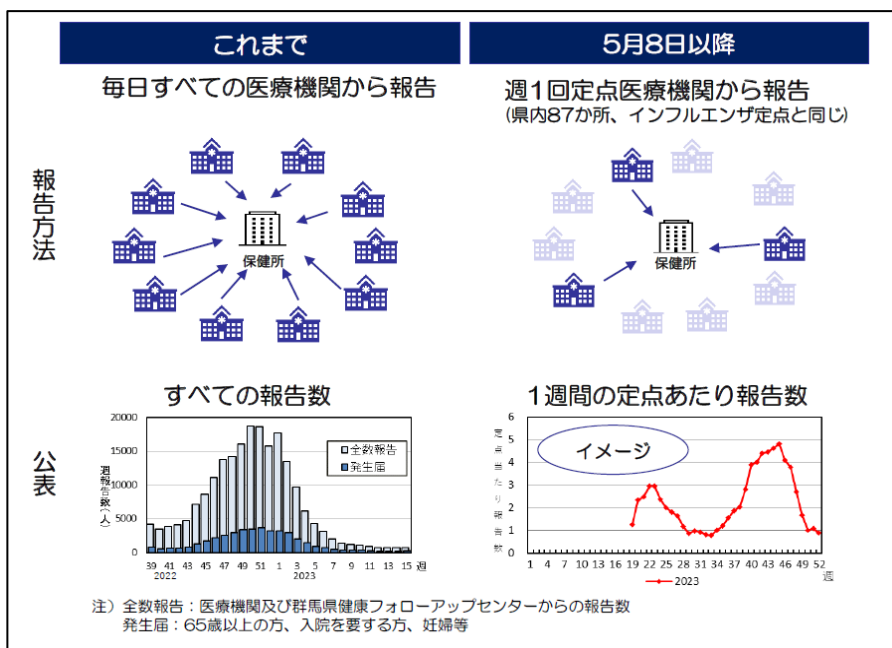 これまで
5月8日以降
報告方法
毎日すべての医療機関から報告
保健所
週1回定点医療機関から報告
(県内87か所、インフルエンザ定点と同じ)
保健所
公表
すべての報告数
20000
15000
10000
5000
0
週報告数(人)
全数報告
発生届
39 41 43 45 47 49 51 1 3 5 7 9 11 13 15 週
2022 2023
1週間の定点あたり報告数
6
5
4
3
2
1
0
定点当たり報告数
イメージ
1 4 7 10 13 16 19 22 25 28 31 34 37 40 43 46 49 52
週
2023
注）全数報告：医療機関及び群馬県健康フォローアップセンターからの報告数
発生届：65歳以上の方、入院を要する方、妊婦等